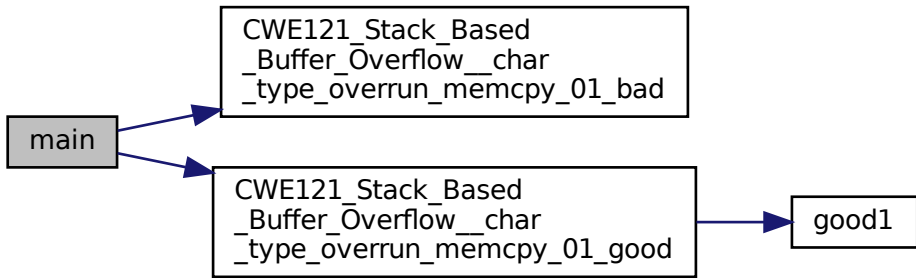 CWE121_Stack_Based
_Buffer_Overflow__char
_type_overrun_memcpy_01_bad
main
CWE121_Stack_Based
_Buffer_Overflow__char
_type_overrun_memcpy_01_good
good1